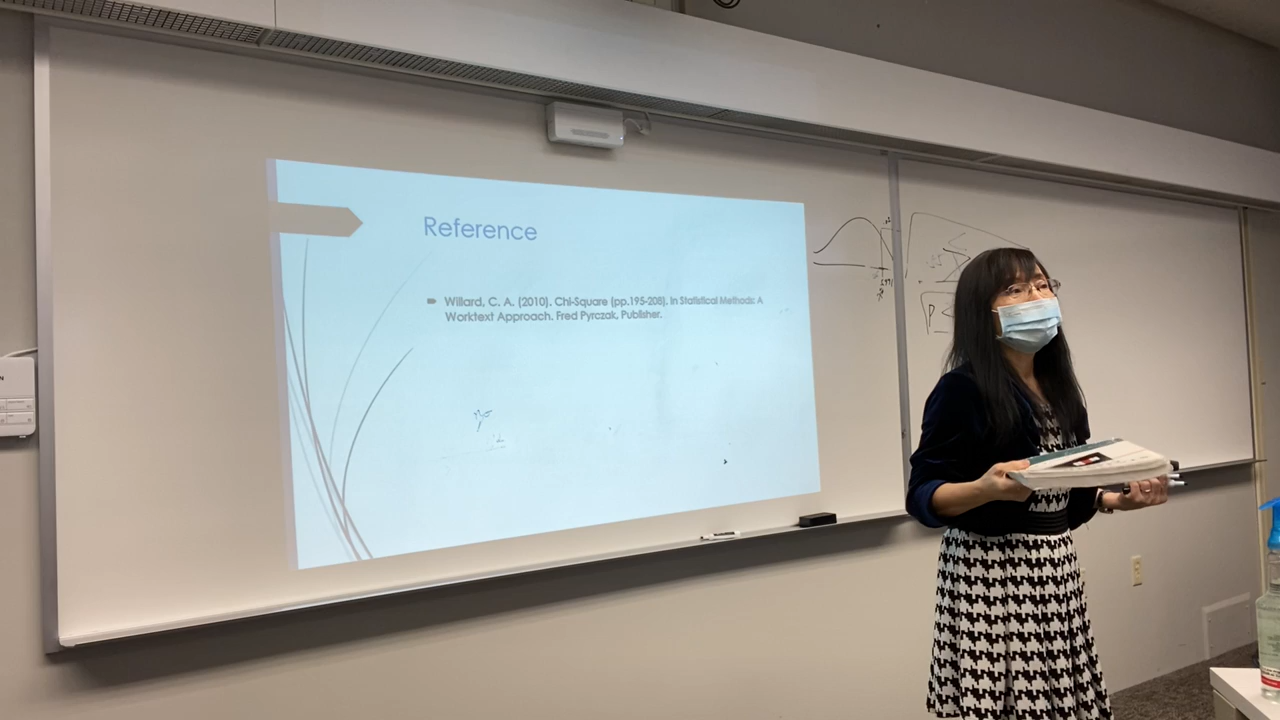 Reference
Willard, C. A. (2010). Chi-Square (pp.195-208). In Statistical Methods: A
Worktext Approach. Fred Pyrczak, Publisher.